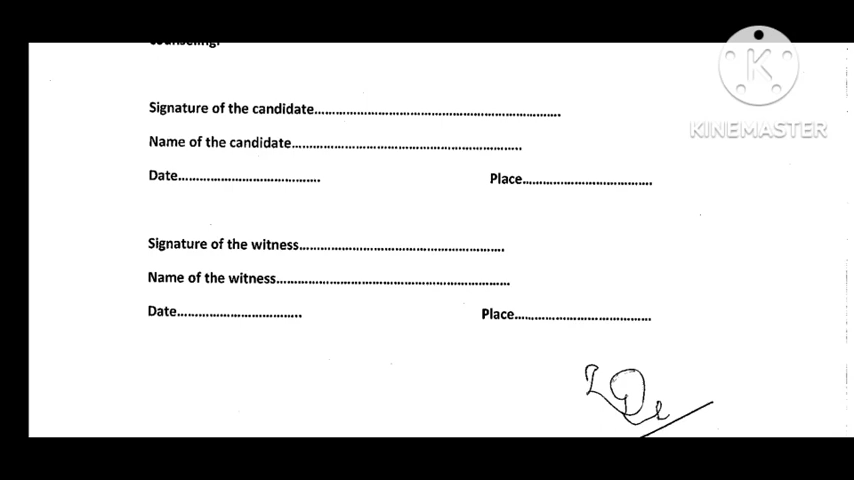 counseling.
KINEMASTER
Signature of the candidate..............................................................................
Name of the candidate..................................................................
Date........................................ Place....................................
Signature of the witness...........................................................
Name of the witness...................................................................
Date................................... Place......................................